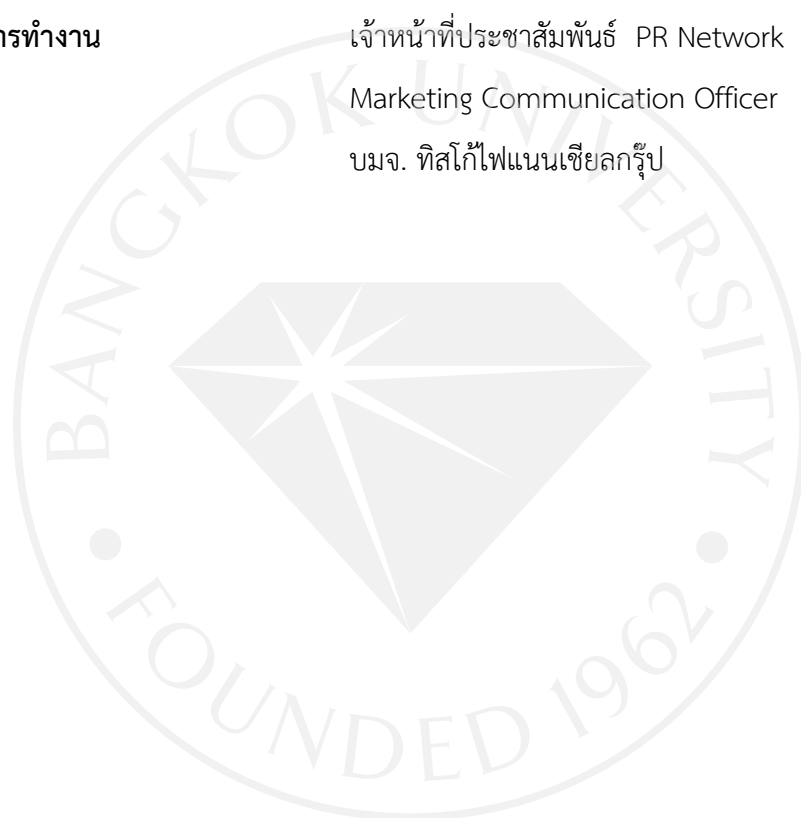 ารทำงาน เจ้าหน้าที่ประชาสัมพันธ์ PR Network
Marketing Communication Officer
บมจ. ทิสโก้ไฟแนนเชียลกรุ๊ป
BANGKOK UNIVERSITY
FOUNDED 1962